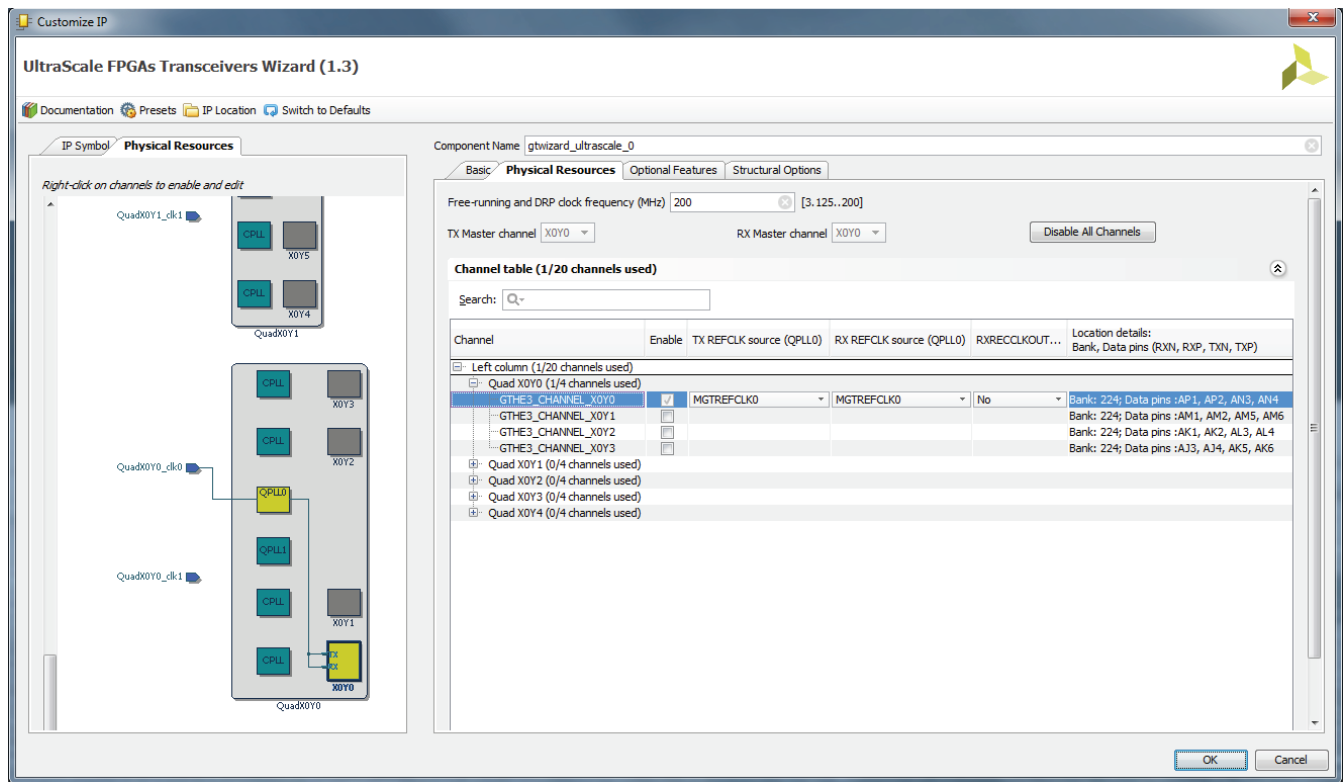 Customize IP
UltraScale FPGAs Transceivers Wizard (1.3)
Documentation Presets IP Location Switch to Defaults
IP Symbol Physical Resources
Right-click on channels to enable and edit
QuadX0Y1_clk1
CPLL
X0Y5
CPLL
X0Y4
QuadX0Y1
CPLL
X0Y3
CPLL
X0Y2
QuadX0Y0_clk0
QPLL0
QPLL1
QuadX0Y0_clk1
CPLL
X0Y1
CPLL
TX
RX
X0Y0
QuadX0Y0
Component Name gtwizard_ultrascale_0
Basic Physical Resources Optional Features Structural Options
Free-running and DRP clock frequency (MHz) 200 [3.125..200]
TX Master channel X0Y0 RX Master channel X0Y0 Disable All Channels
Channel table (1/20 channels used)
Search:
Channel Enable TX REFCLK source (QPLL0) RX REFCLK source (QPLL0) RXRECCLKOUT... Location details:
Bank, Data pins (RXN, RXP, TXN, TXP)
Left column (1/20 channels used)
Quad X0Y0 (1/4 channels used)
GTHE3_CHANNEL_X0Y0 MGTREFCLK0 MGTREFCLK0 No Bank: 224; Data pins :AP1, AP2, AN3, AN4
GTHE3_CHANNEL_X0Y1 Bank: 224; Data pins :AM1, AM2, AM5, AM6
GTHE3_CHANNEL_X0Y2 Bank: 224; Data pins :AK1, AK2, AL3, AL4
GTHE3_CHANNEL_X0Y3 Bank: 224; Data pins :AJ3, AJ4, AK5, AK6
Quad X0Y1 (0/4 channels used)
Quad X0Y2 (0/4 channels used)
Quad X0Y3 (0/4 channels used)
Quad X0Y4 (0/4 channels used)
OK Cancel